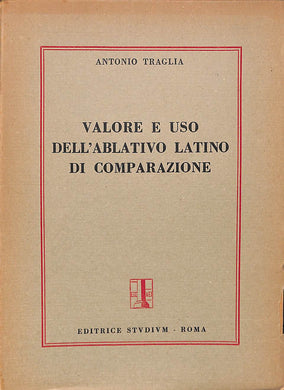 ANTONIO TRAGLIA
VALORE E USO
DELL'ABLATIVO LATINO
DI COMPARAZIONE
EDITRICE STVDIVM - ROMA